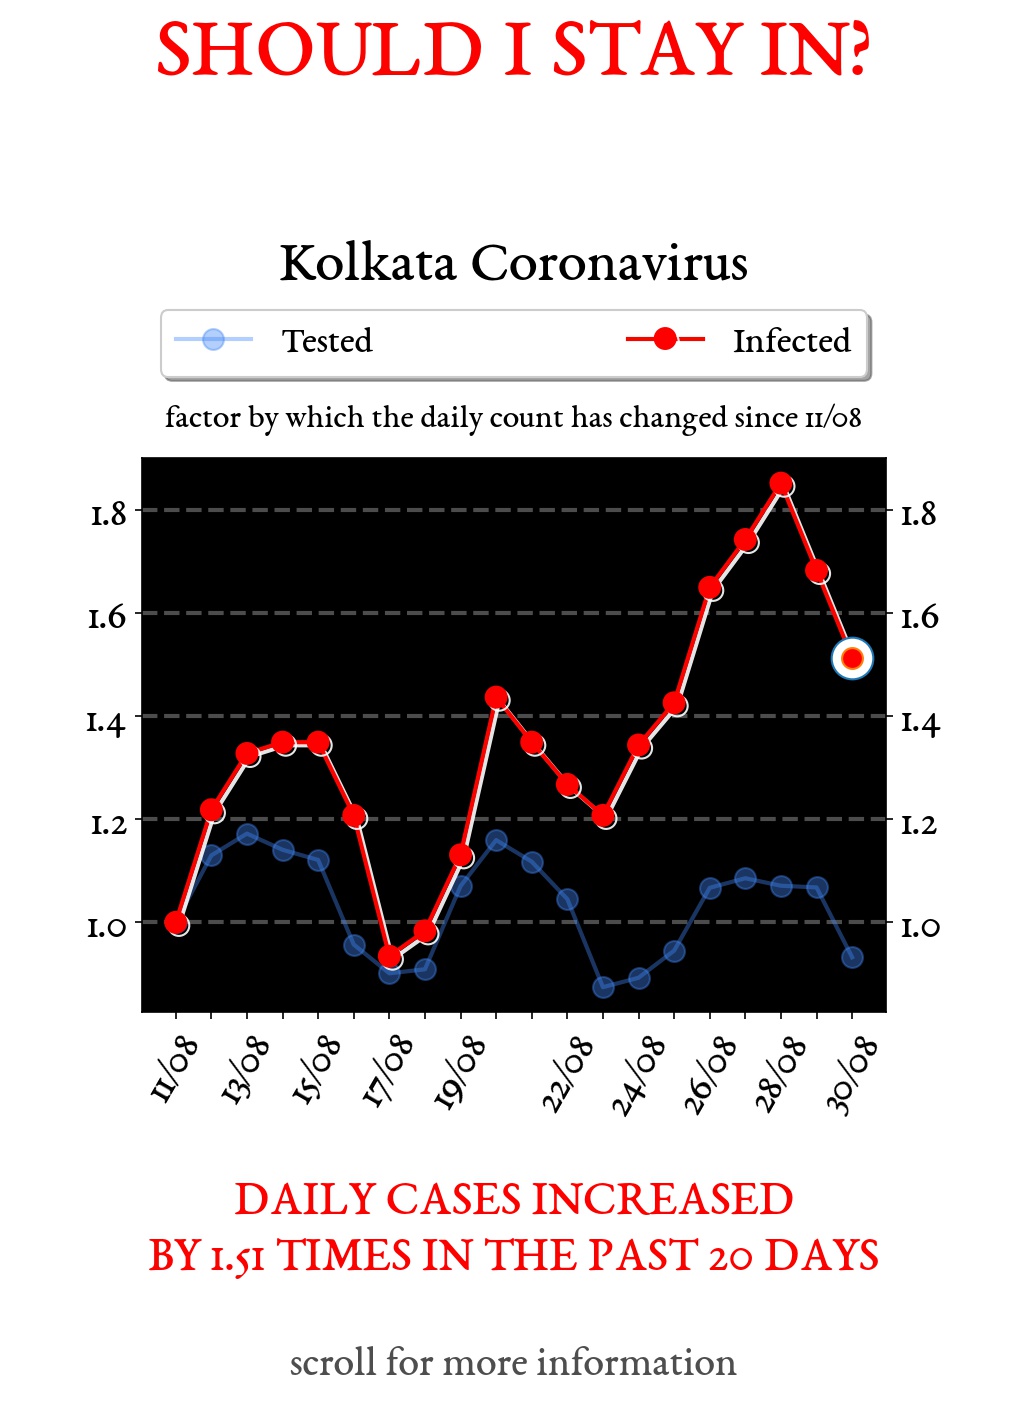 SHOULD I STAY IN?
Kolkata Coronavirus
Tested Infected
factor by which the daily count has changed since 11/08
1.8 1.8
1.6 1.6
1.4 1.4
1.2 1.2
1.0 1.0
11/08 13/08 15/08 17/08 19/08 22/08 24/08 26/08 28/08 30/08
DAILY CASES INCREASED
BY 1.51 TIMES IN THE PAST 20 DAYS
scroll for more information